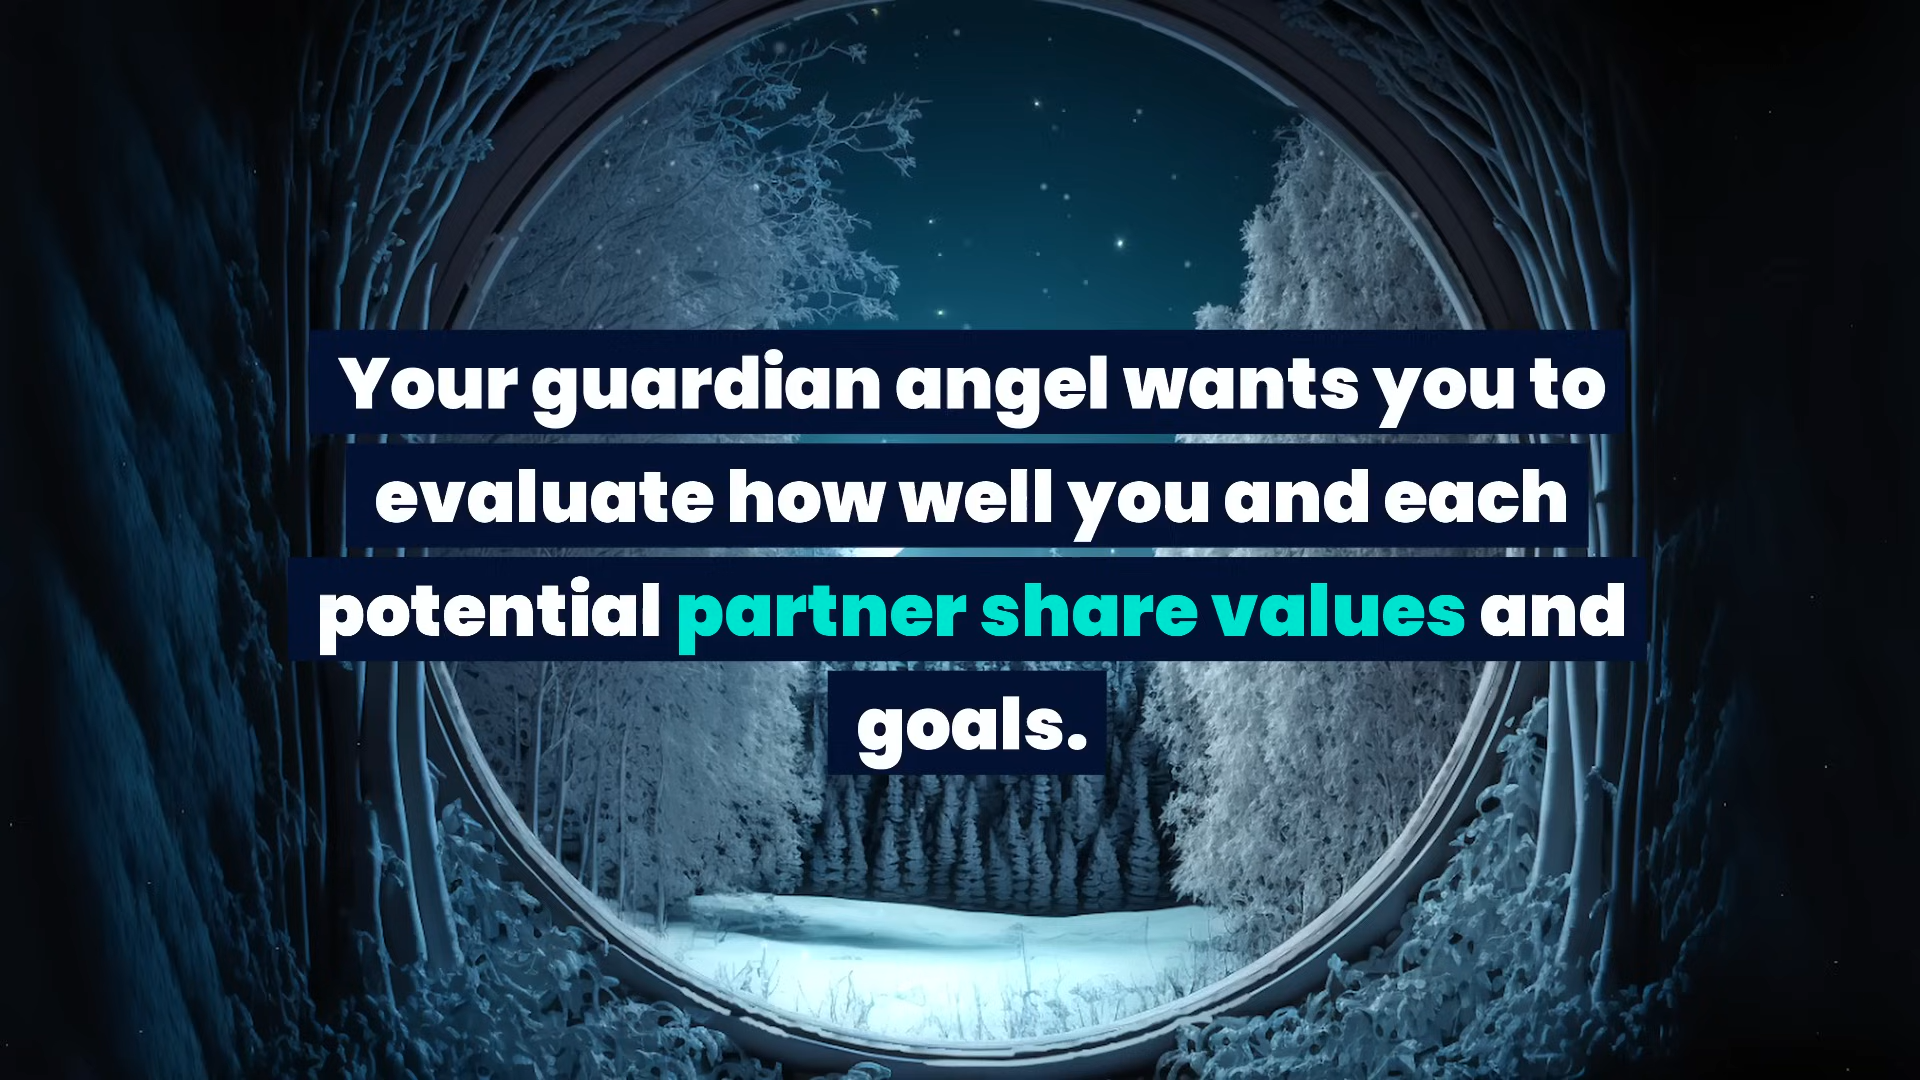 Your guardian angel wants you to
evaluate how well you and each
potential partner share values and
goals.